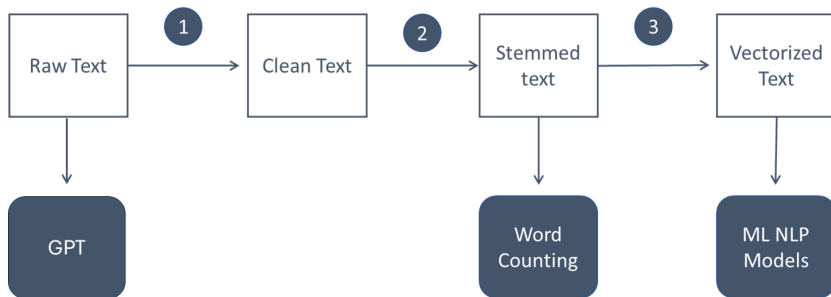 1
2
3
Raw Text
Clean Text
Stemmed
text
Vectorized
Text
GPT
Word
Counting
ML NLP
Models